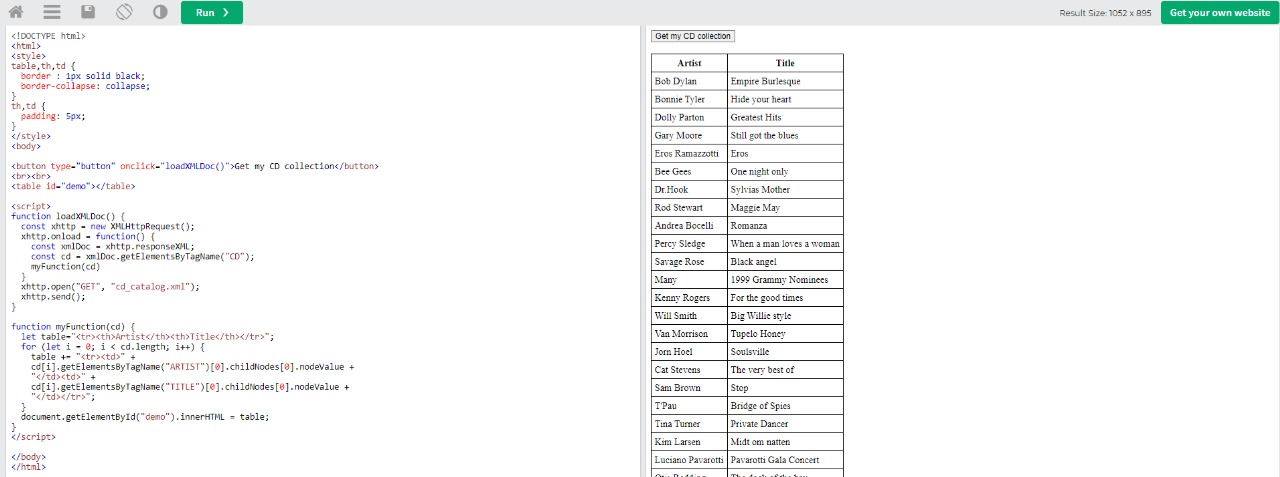 Run ❯
Result Size: 1052 x 895
Get your own website
<!DOCTYPE html>
<html>
<style>
table,th,td {
  border : 1px solid black;
  border-collapse: collapse;
}
th,td {
  padding: 5px;
}
</style>
<body>
<button type="button" onclick="loadXMLDoc()">Get my CD collection</button>
<br><br>
<table id="demo"></table>
<script>
function loadXMLDoc() {
  const xhttp = new XMLHttpRequest();
  xhttp.onload = function() {
    const xmlDoc = xhttp.responseXML;
    const cd = xmlDoc.getElementsByTagName("CD");
    myFunction(cd)
  }
  xhttp.open("GET", "cd_catalog.xml");
  xhttp.send();
}
function myFunction(cd) {
  let table="<tr><th>Artist</th><th>Title</th></tr>";
  for (let i = 0; i < cd.length; i++) {
    table += "<tr><td>" +
    cd[i].getElementsByTagName("ARTIST")[0].childNodes[0].nodeValue +
    "</td><td>" +
    cd[i].getElementsByTagName("TITLE")[0].childNodes[0].nodeValue +
    "</td></tr>";
  }
  document.getElementById("demo").innerHTML = table;
}
</script>
</body>
</html>
Get my CD collection
Artist Title
Bob Dylan Empire Burlesque
Bonnie Tyler Hide your heart
Dolly Parton Greatest Hits
Gary Moore Still got the blues
Eros Ramazzotti Eros
Bee Gees One night only
Dr.Hook Sylvias Mother
Rod Stewart Maggie May
Andrea Bocelli Romanza
Percy Sledge When a man loves a woman
Savage Rose Black angel
Many 1999 Grammy Nominees
Kenny Rogers For the good times
Will Smith Big Willie style
Van Morrison Tupelo Honey
Jorn Hoel Soulsville
Cat Stevens The very best of
Sam Brown Stop
T'Pau Bridge of Spies
Tina Turner Private Dancer
Kim Larsen Midt om natten
Luciano Pavarotti Pavarotti Gala Concert